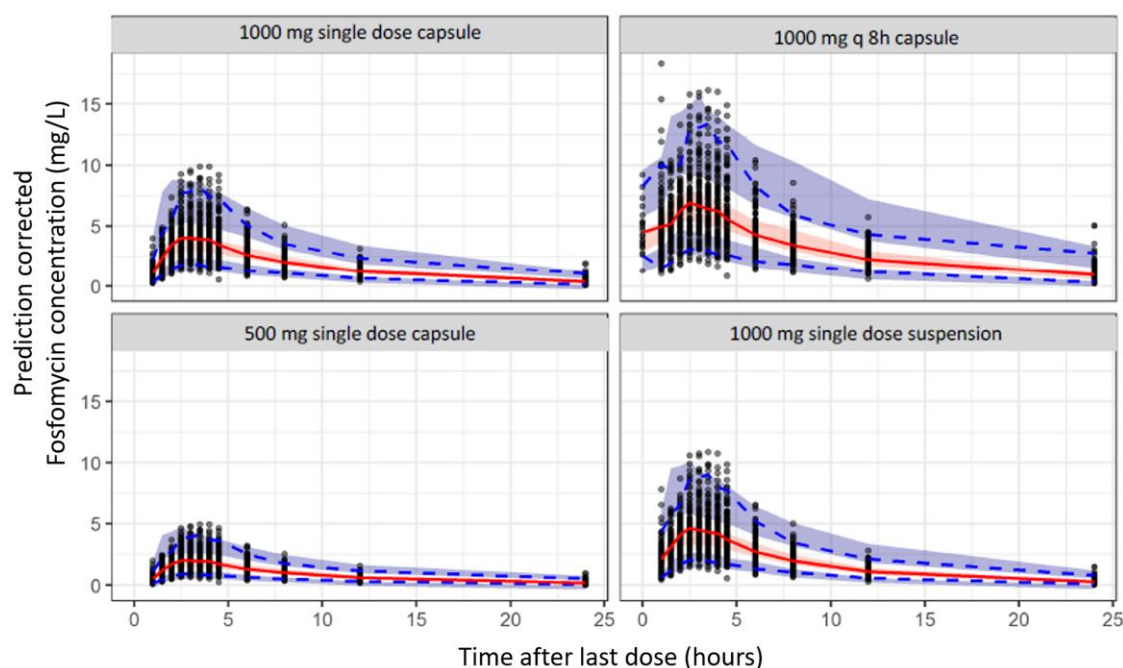 1000 mg single dose capsule
1000 mg q 8h capsule
15
10
5
0
500 mg single dose capsule
1000 mg single dose suspension
15
10
5
0
0 5 10 15 20 25
0 5 10 15 20 25
Prediction corrected
Fosfomycin concentration (mg/L)
Time after last dose (hours)